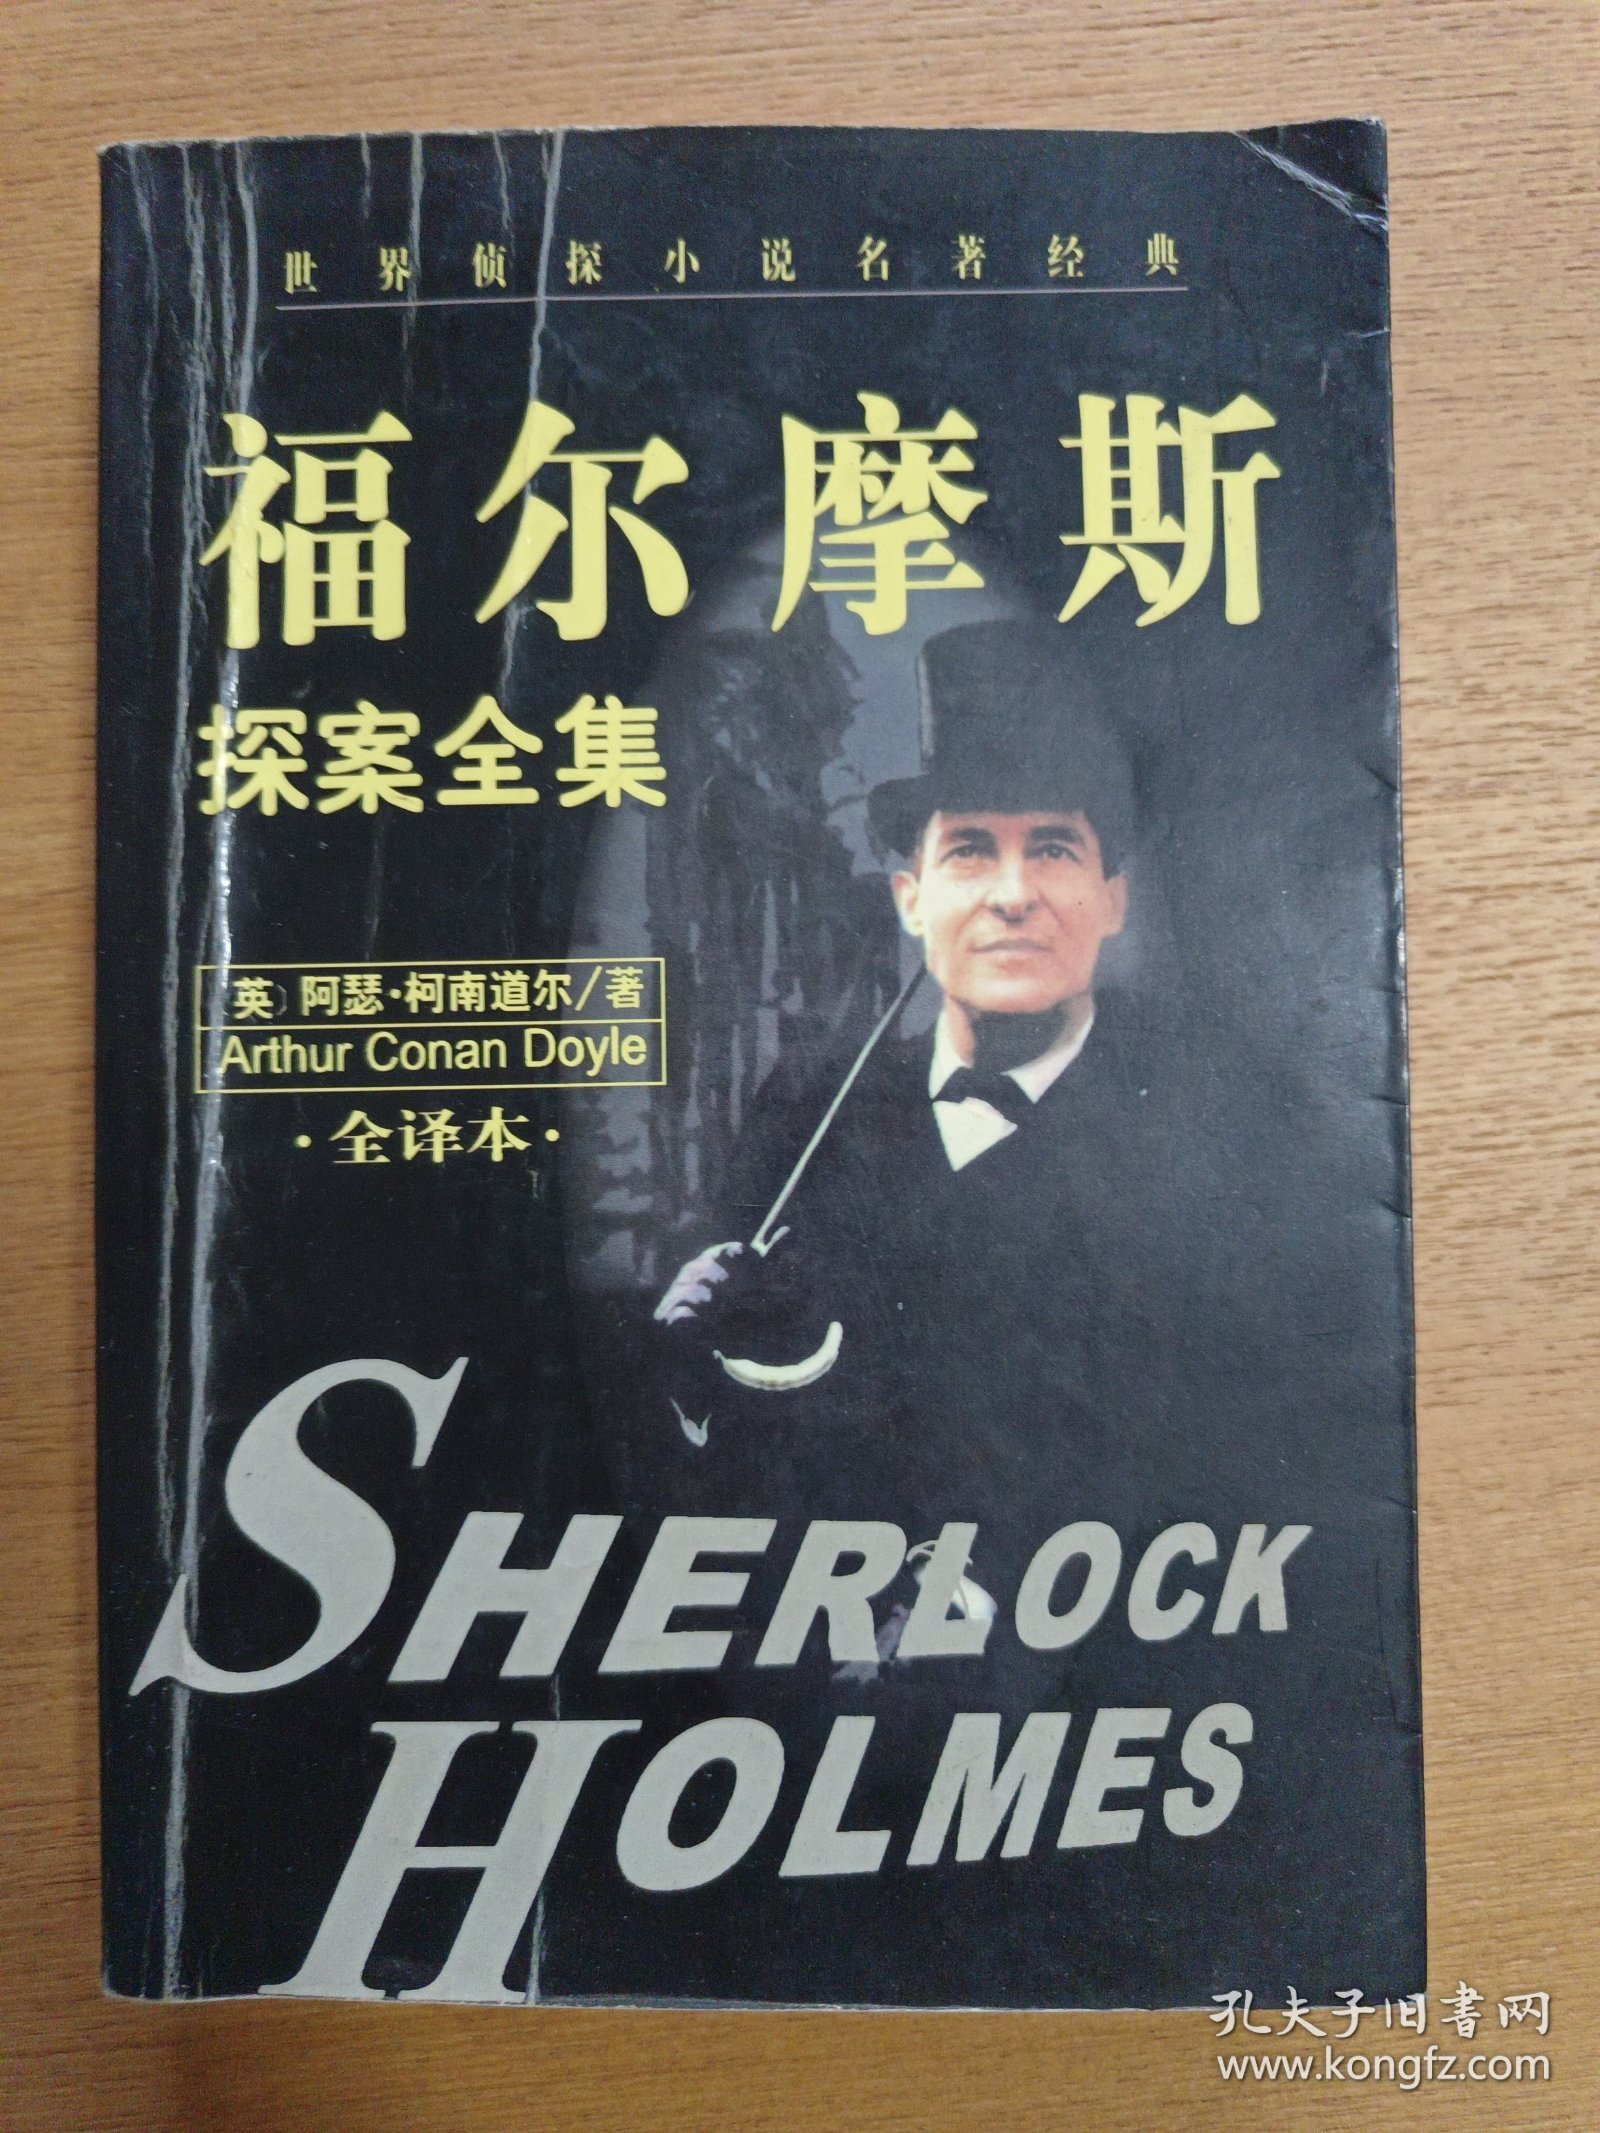 世界侦探小说名著经典
福尔摩斯
探案全集
(英)阿瑟·柯南道尔/著
Arthur Conan Doyle
·全译本·
SHERLOCK
HOLMES
孔夫子旧书网
www.kongfz.com